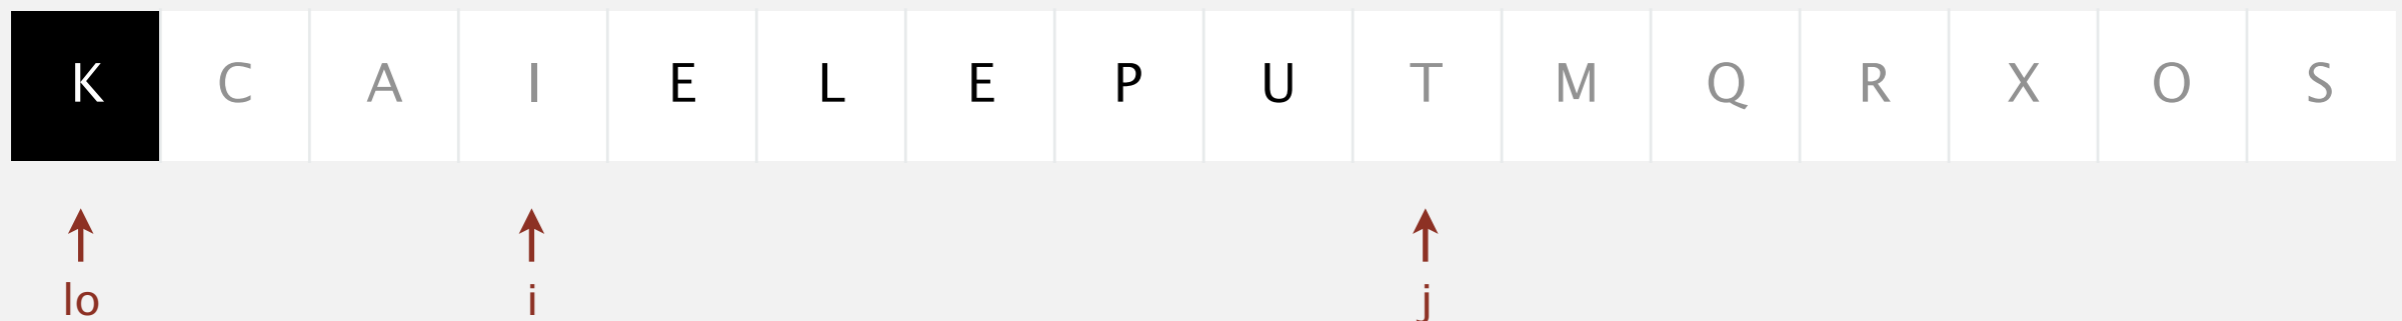 K C A I E L E P U T M Q R X O S
lo i j